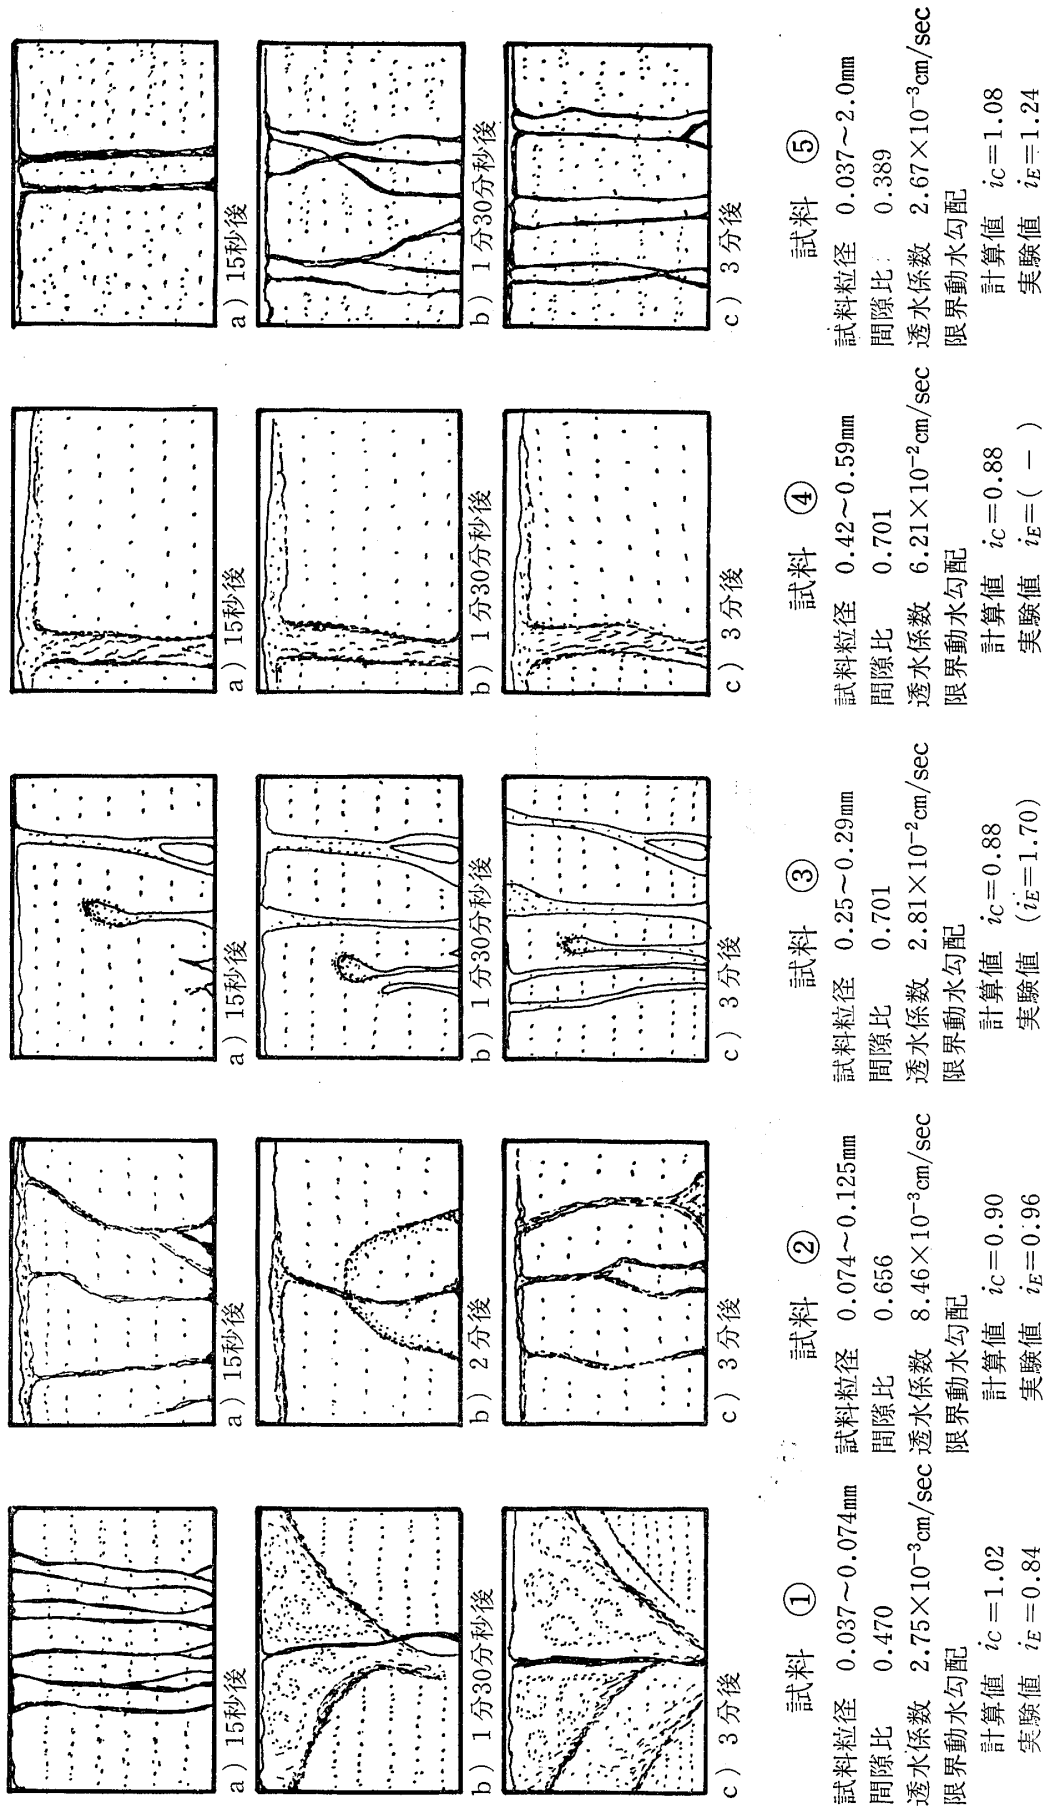 a) 15秒後
b) 1分30分秒後
c) 3分後
試料 ①
試料粒径 0.037~0.074mm
間隙比 0.470
透水係数 2.75×10⁻³cm/sec
限界動水勾配
計算値 iC=1.02
実験値 iE=0.84
a) 15秒後
b) 2分後
c) 3分後
試料 ②
試料粒径 0.074~0.125mm
間隙比 0.656
透水係数 8.46×10⁻³cm/sec
限界動水勾配
計算値 iC=0.90
実験値 iE=0.96
a) 15秒後
b) 1分30分秒後
c) 3分後
試料 ③
試料粒径 0.25~0.29mm
間隙比 0.701
透水係数 2.81×10⁻²cm/sec
限界動水勾配
計算値 iC=0.88
実験値 (iE=1.70)
a) 15秒後
b) 1分30分秒後
c) 3分後
試料 ④
試料粒径 0.42~0.59mm
間隙比 0.701
透水係数 6.21×10⁻²cm/sec
限界動水勾配
計算値 iC=0.88
実験値 iE=( − )
a) 15秒後
b) 1分30分秒後
c) 3分後
試料 ⑤
試料粒径 0.037~2.0mm
間隙比 0.389
透水係数 2.67×10⁻³cm/sec
限界動水勾配
計算値 iC=1.08
実験値 iE=1.24